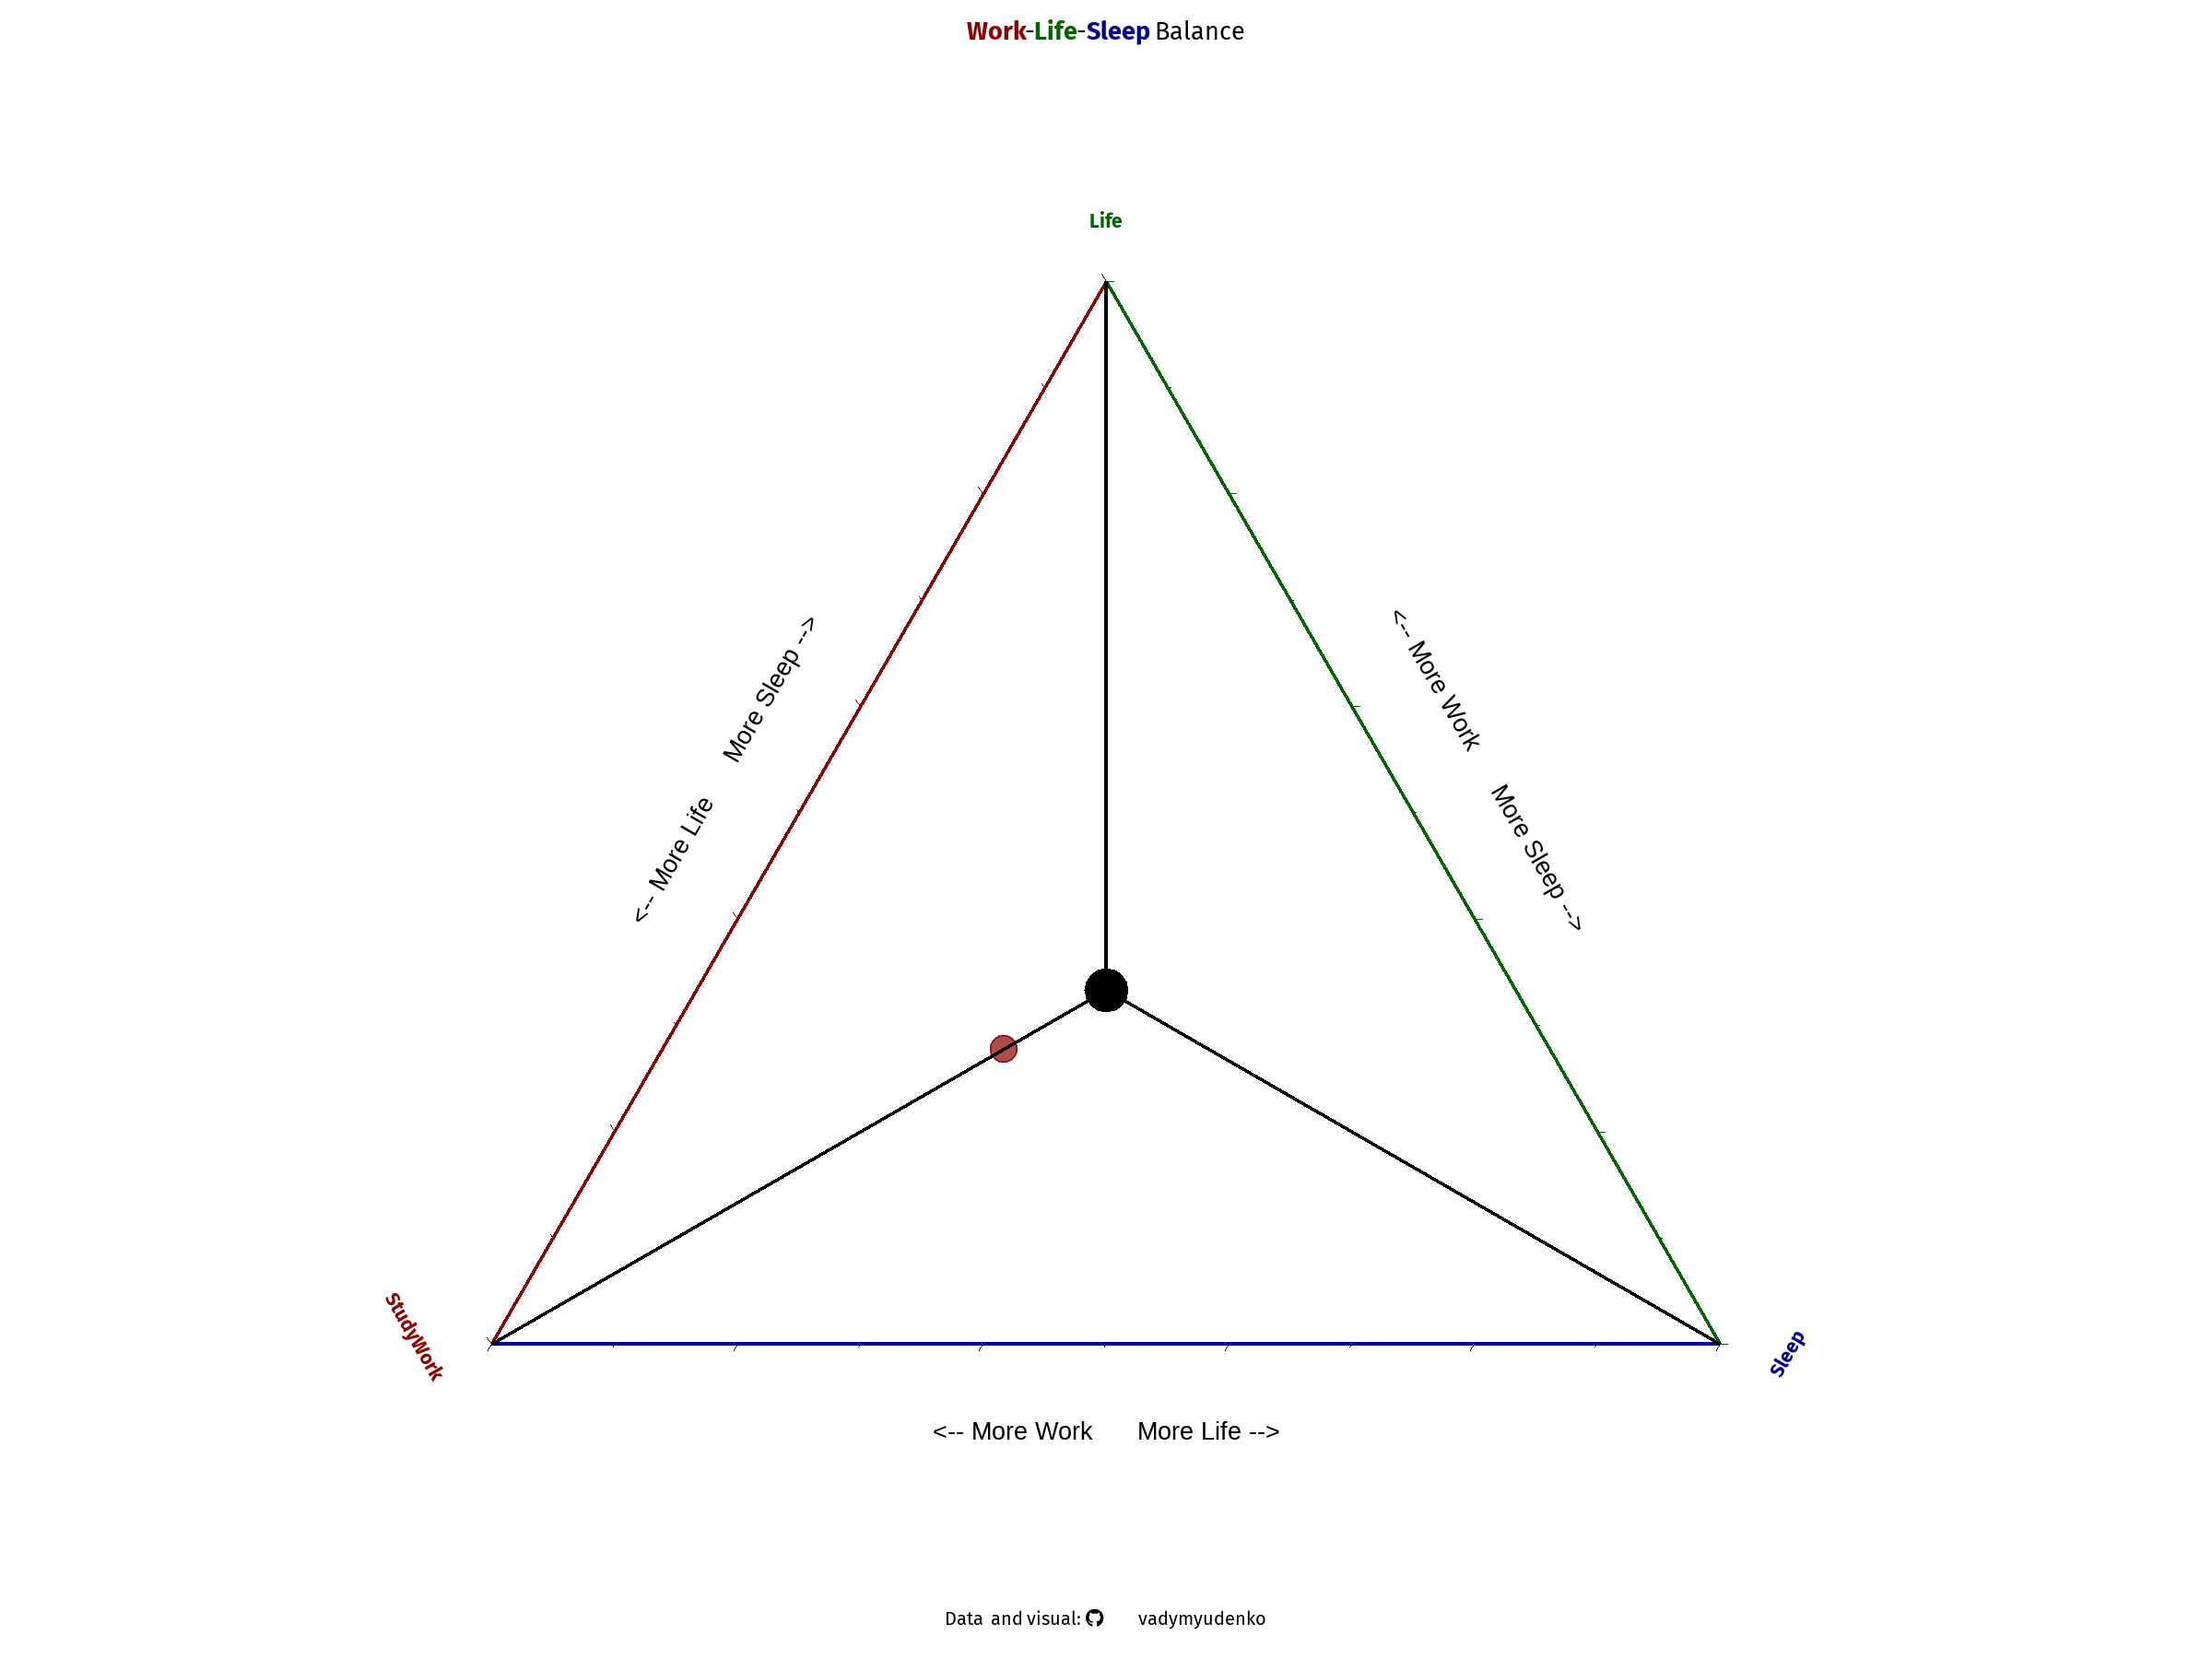 Work-Life-Sleep Balance
Life
<-- More Life More Sleep -->
<-- More Work More Sleep -->
StudyWork
Sleep
<-- More Work More Life -->
Data and visual: vadymyudenko